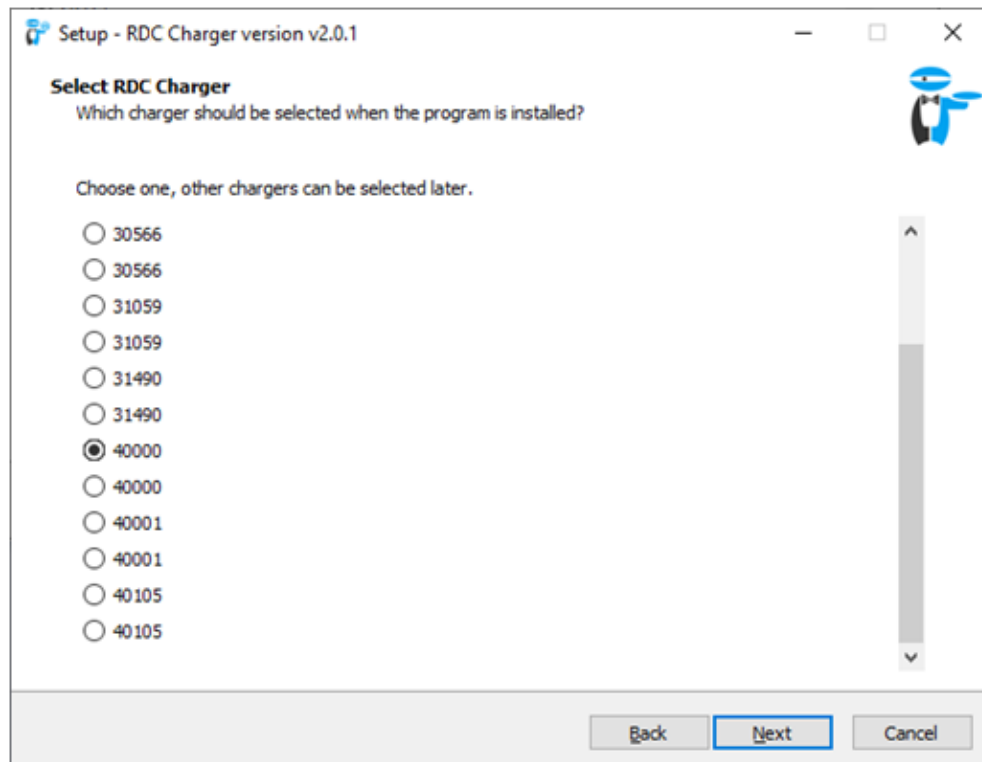 Setup - RDC Charger version v2.0.1
Select RDC Charger
Which charger should be selected when the program is installed?
Choose one, other chargers can be selected later.
30566
30566
31059
31059
31490
31490
40000
40000
40001
40001
40105
40105
Back Next Cancel